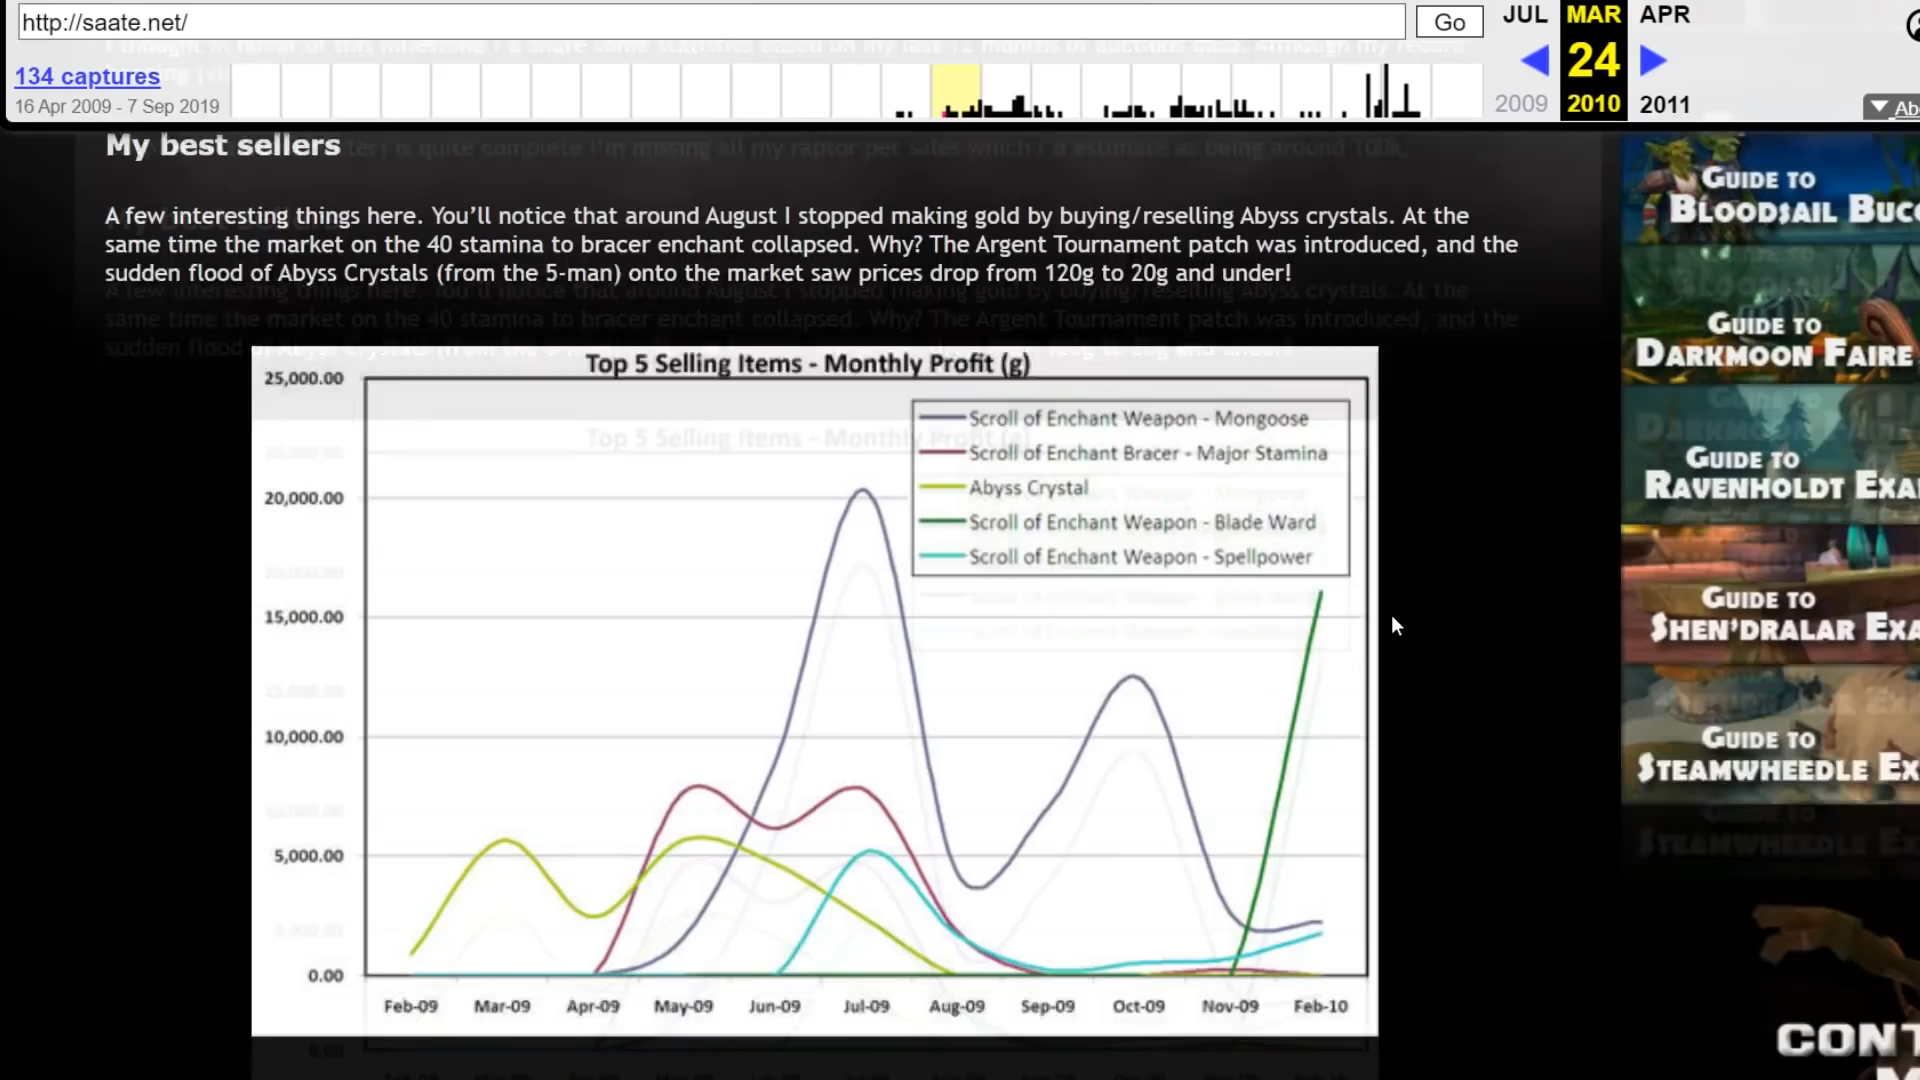 http://saate.net/
Go
JUL
MAR
APR
134 captures
24
16 Apr 2009 - 7 Sep 2019
2009
2010
2011
My best sellers
A few interesting things here. You'll notice that around August I stopped making gold by buying/reselling Abyss crystals. At the
same time the market on the 40 stamina to bracer enchant collapsed. Why? The Argent Tournament patch was introduced, and the
sudden flood of Abyss Crystals (from the 5-man) onto the market saw prices drop from 120g to 20g and under!
Top 5 Selling Items - Monthly Profit (g)
25,000.00
20,000.00
15,000.00
10,000.00
5,000.00
0.00
Scroll of Enchant Weapon - Mongoose
Scroll of Enchant Bracer - Major Stamina
Abyss Crystal
Scroll of Enchant Weapon - Blade Ward
Scroll of Enchant Weapon - Spellpower
Feb-09 Mar-09 Apr-09 May-09 Jun-09 Jul-09 Aug-09 Sep-09 Oct-09 Nov-09 Feb-10
GUIDE TO
BLOODSAIL BUCC
GUIDE TO
DARKMOON FAIRE
GUIDE TO
RAVENHOLDT EXA
GUIDE TO
SHEN'DRALAR EXA
GUIDE TO
STEAMWHEEDLE EX
CONT